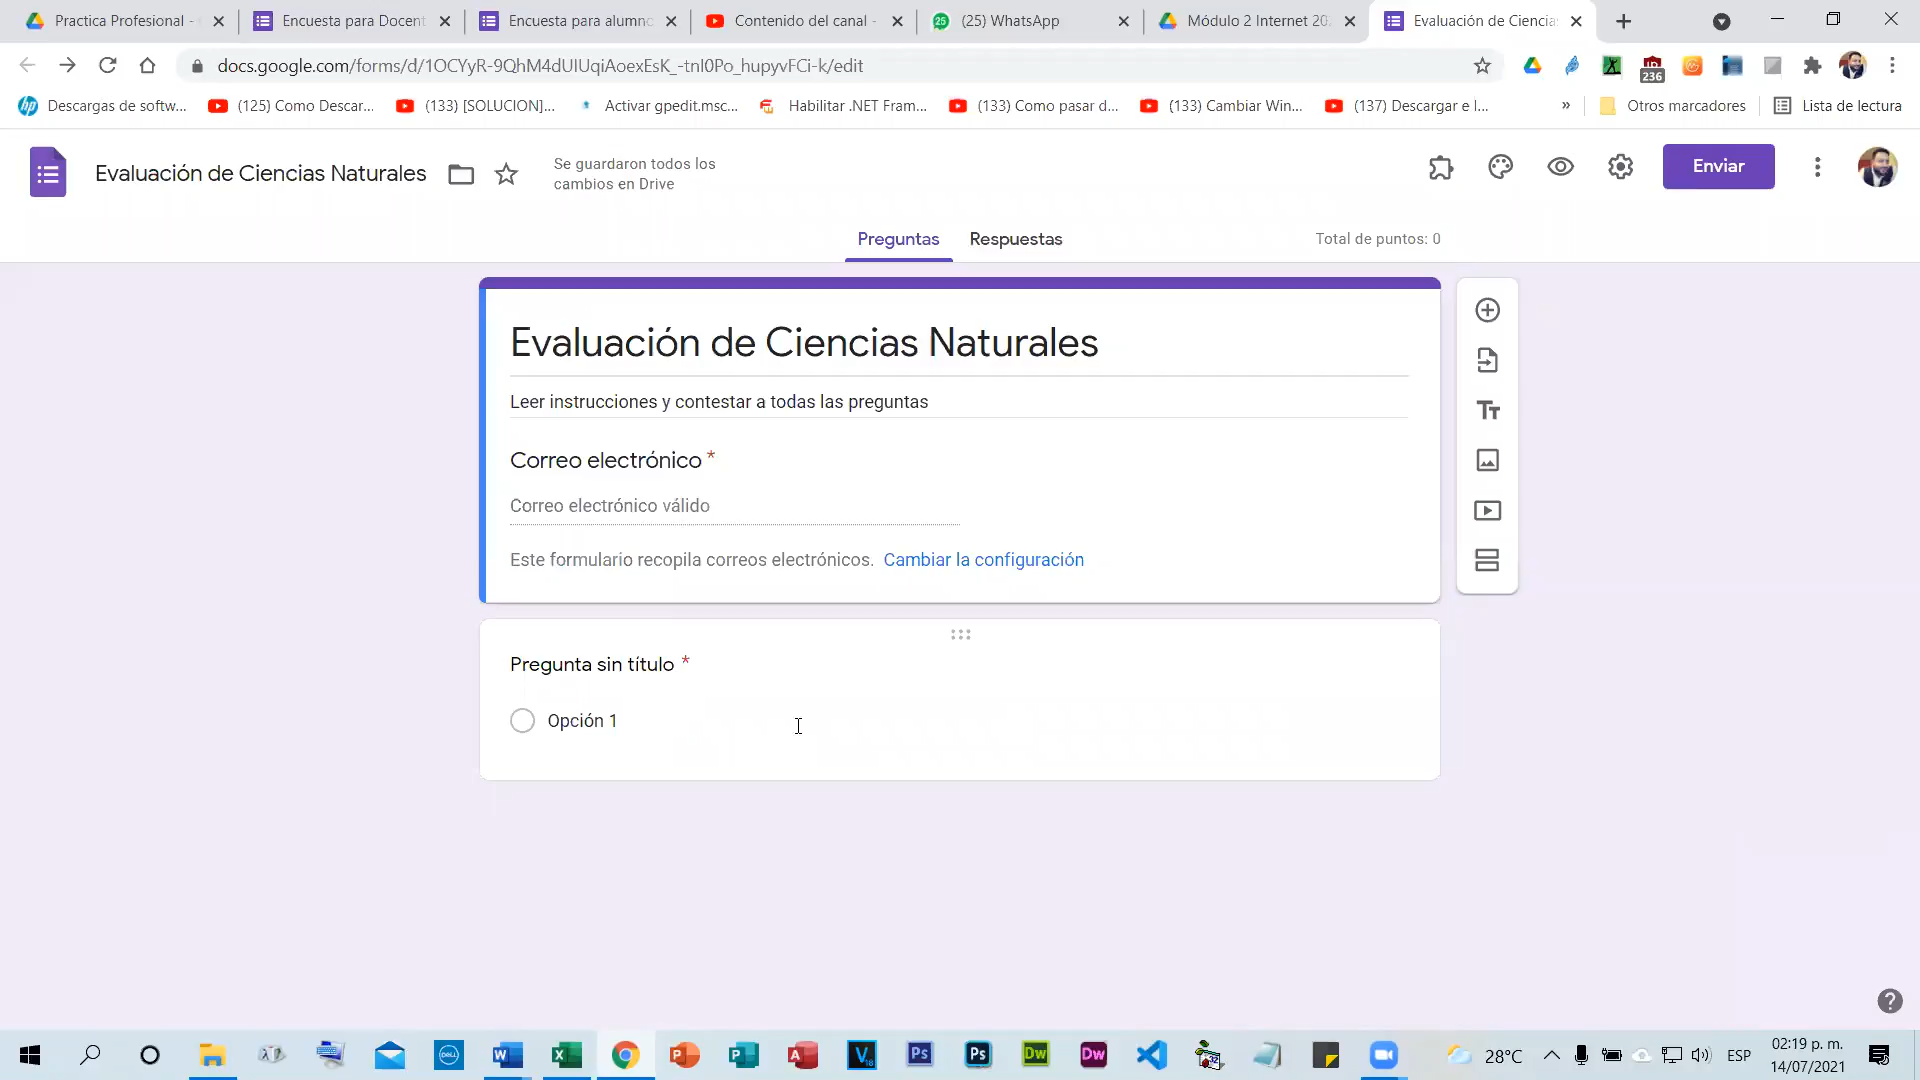 Practica Profesional -
Encuesta para Docent
Encuesta para alumno
Contenido del canal -
(25) WhatsApp
Módulo 2 Internet 20
Evaluación de Ciencia
docs.google.com/forms/d/1OCYyR-9QhM4dUIUqiAoexEsK_-tnI0Po_hupyvFCi-k/edit
236
Descargas de softw...
(125) Como Descar...
(133) [SOLUCION]...
Activar gpedit.msc...
Habilitar .NET Fram...
(133) Como pasar d...
(133) Cambiar Win...
(137) Descargar e I...
»
Otros marcadores
Lista de lectura
Evaluación de Ciencias Naturales
Se guardaron todos los
cambios en Drive
Enviar
Preguntas
Respuestas
Total de puntos: 0
Evaluación de Ciencias Naturales
Leer instrucciones y contestar a todas las preguntas
Correo electrónico *
Correo electrónico válido
Este formulario recopila correos electrónicos. Cambiar la configuración
Pregunta sin título *
Opción 1
28°C
ESP
02:19 p. m.
14/07/2021